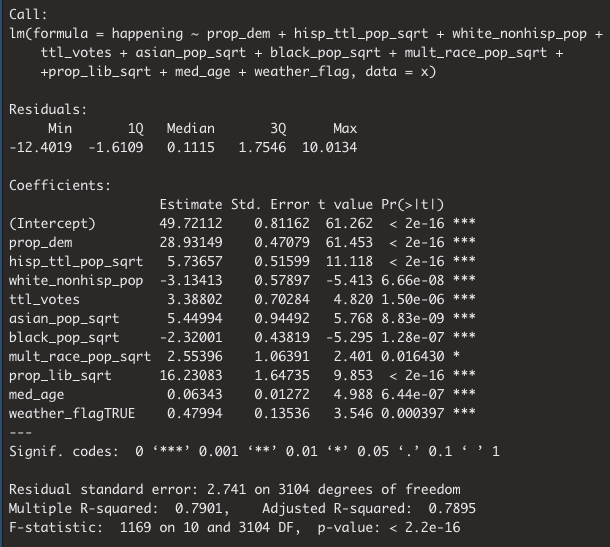 Call:
lm(formula = happening ~ prop_dem + hisp_ttl_pop_sqrt + white_nonhisp_pop +
    ttl_votes + asian_pop_sqrt + black_pop_sqrt + mult_race_pop_sqrt +
    +prop_lib_sqrt + med_age + weather_flag, data = x)

Residuals:
     Min       1Q   Median       3Q      Max
-12.4019  -1.6109   0.1115   1.7546  10.0134

Coefficients:
                   Estimate Std. Error t value Pr(>|t|)
(Intercept)        49.72112    0.81162  61.262  < 2e-16 ***
prop_dem           28.93149    0.47079  61.453  < 2e-16 ***
hisp_ttl_pop_sqrt   5.73657    0.51599  11.118  < 2e-16 ***
white_nonhisp_pop  -3.13413    0.57897  -5.413 6.66e-08 ***
ttl_votes           3.38802    0.70284   4.820 1.50e-06 ***
asian_pop_sqrt      5.44994    0.94492   5.768 8.83e-09 ***
black_pop_sqrt     -2.32001    0.43819  -5.295 1.28e-07 ***
mult_race_pop_sqrt  2.55396    1.06391   2.401 0.016430 *
prop_lib_sqrt      16.23083    1.64735   9.853  < 2e-16 ***
med_age             0.06343    0.01272   4.988 6.44e-07 ***
weather_flagTRUE    0.47994    0.13536   3.546 0.000397 ***
---
Signif. codes:  0 ‘***’ 0.001 ‘**’ 0.01 ‘*’ 0.05 ‘.’ 0.1 ‘ ’ 1

Residual standard error: 2.741 on 3104 degrees of freedom
Multiple R-squared:  0.7901,    Adjusted R-squared:  0.7895
F-statistic:  1169 on 10 and 3104 DF,  p-value: < 2.2e-16